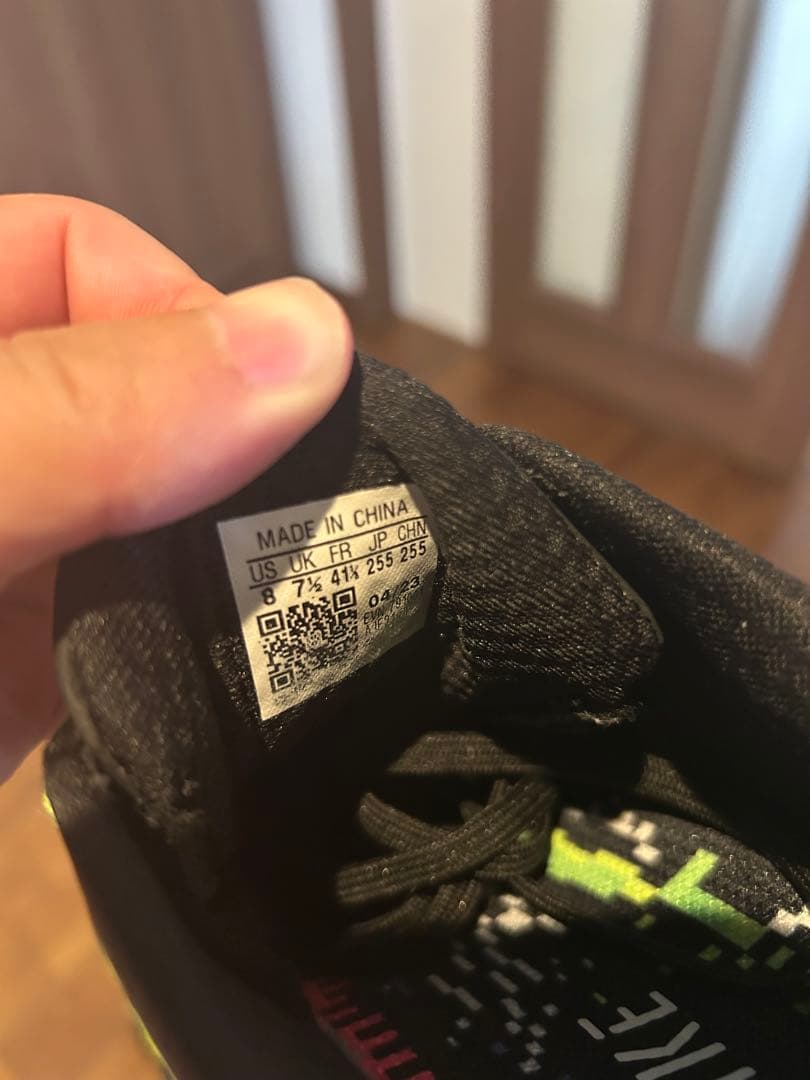 MADE IN CHINA
US UK FR JP CHN
8 7½ 41⅓ 255 255
04/23